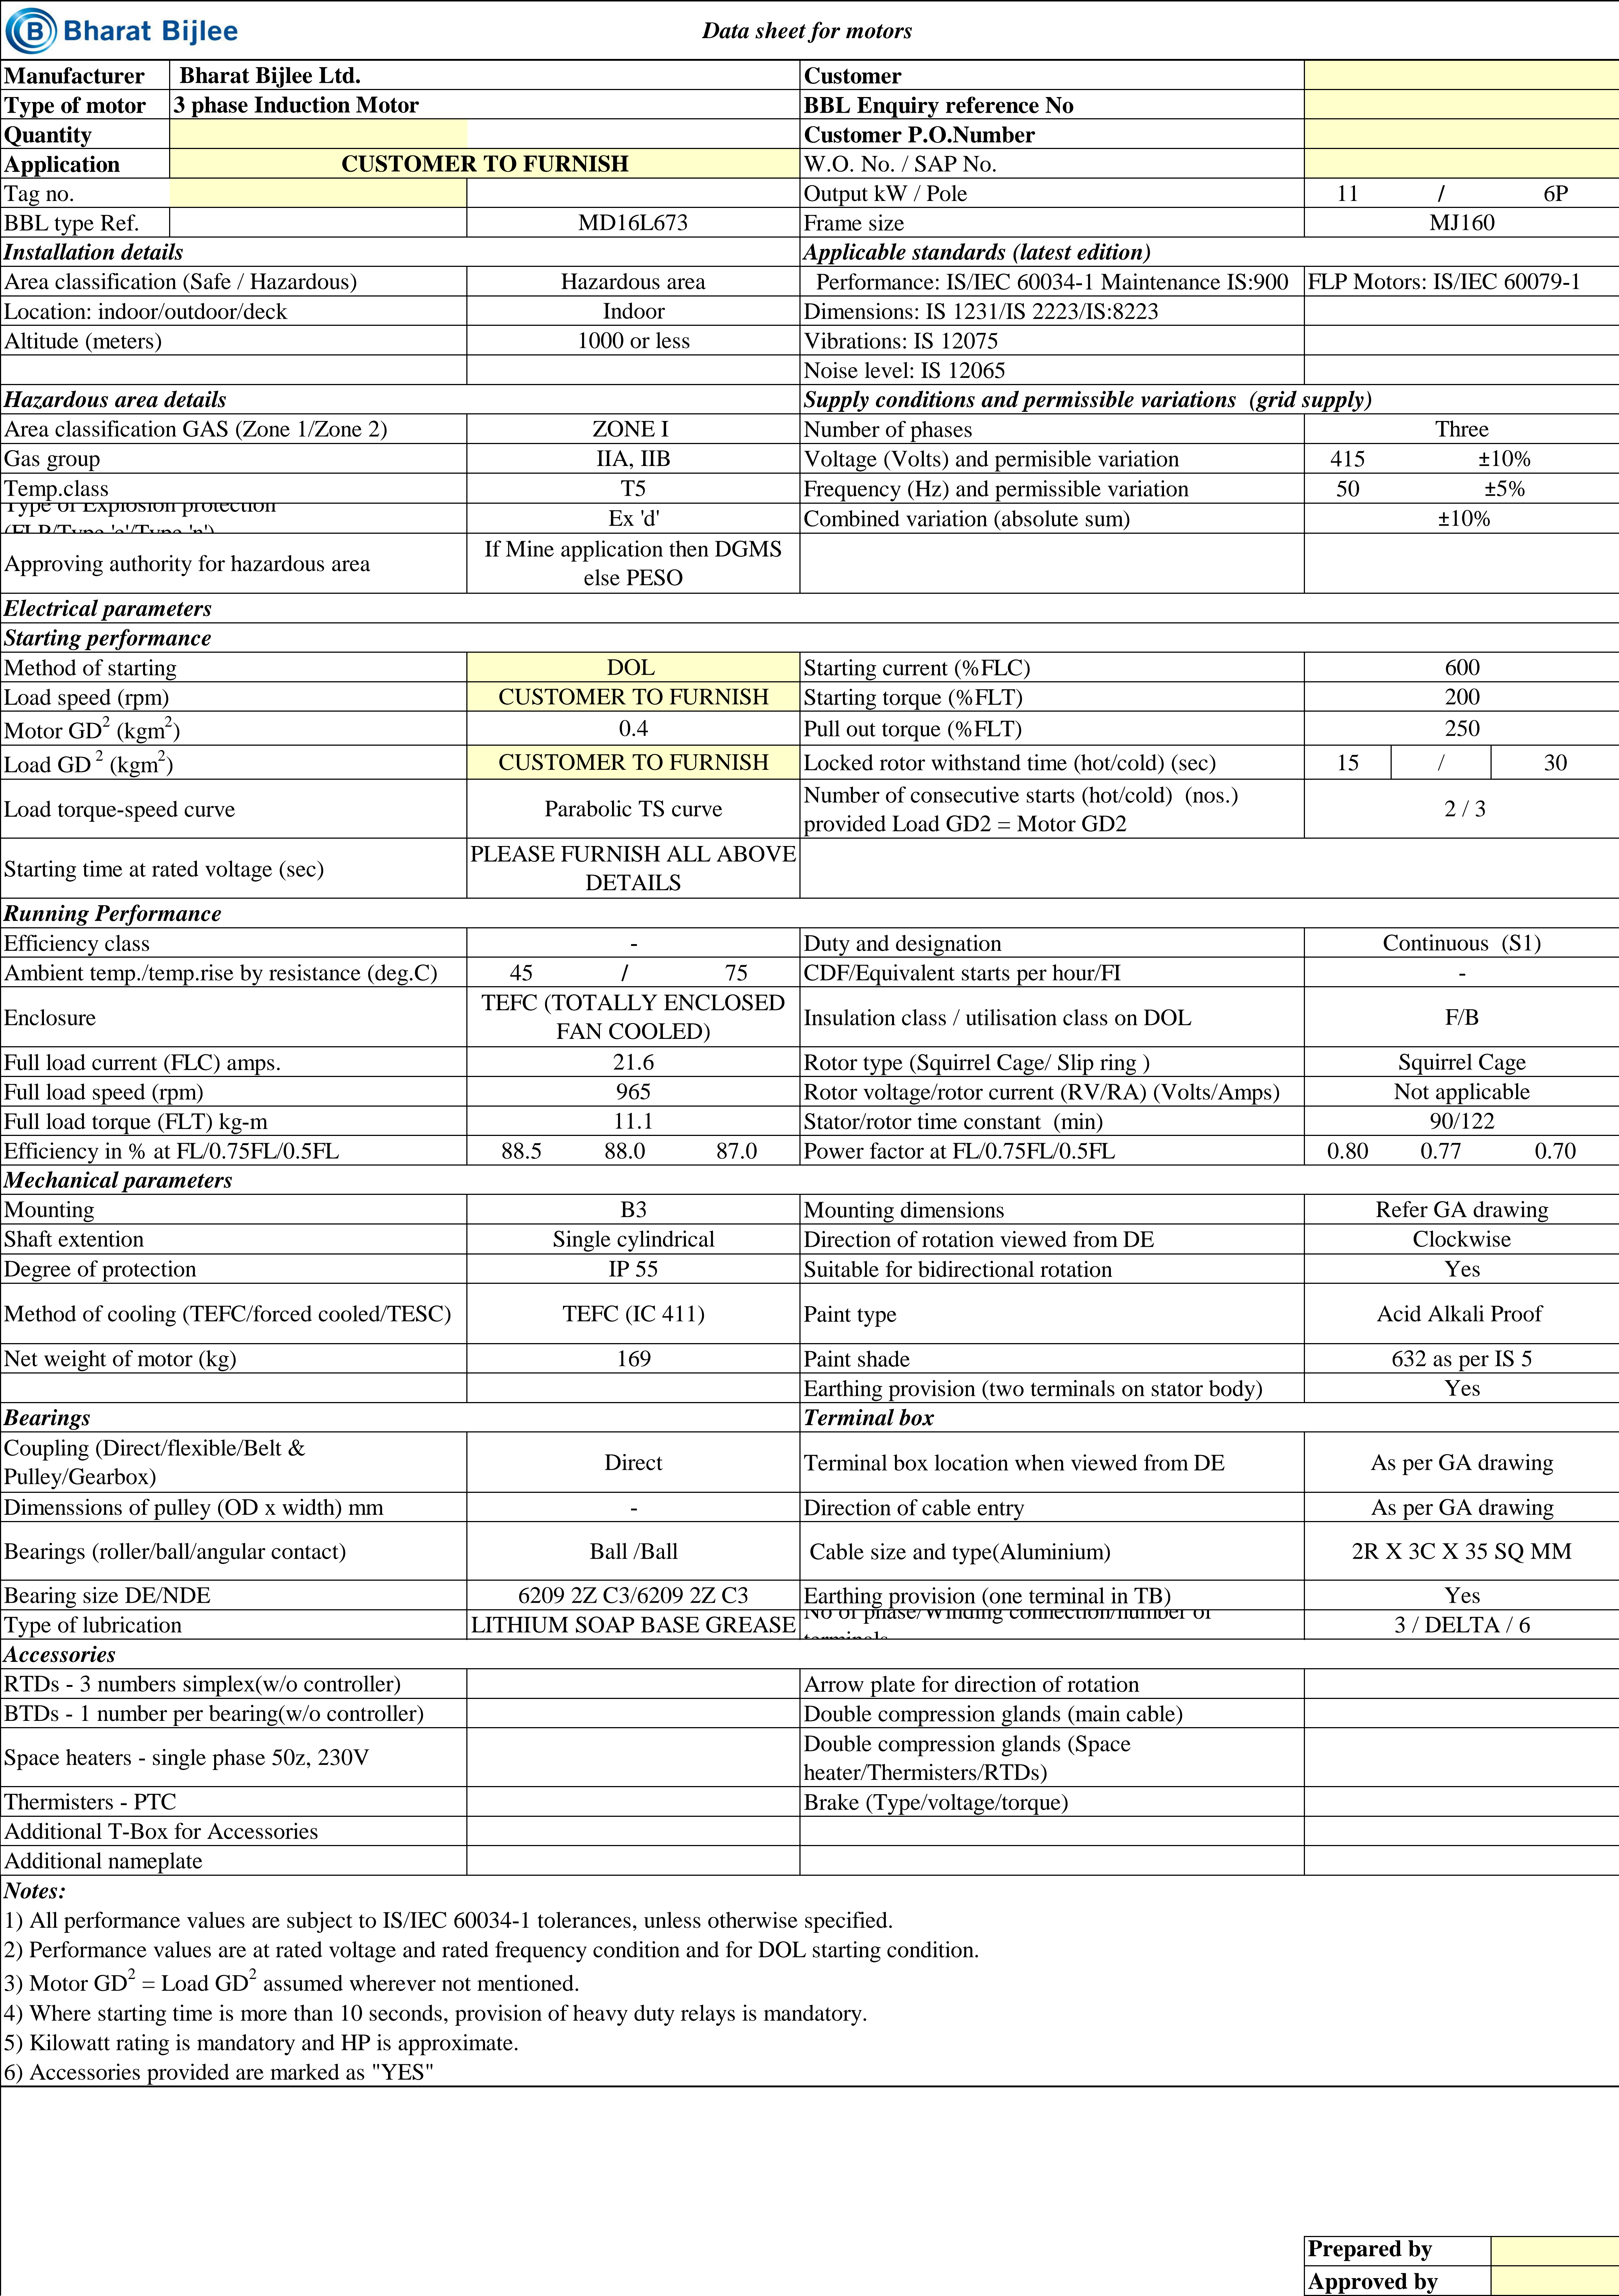 B Bharat Bijlee
Data sheet for motors
Manufacturer Bharat Bijlee Ltd. Customer
Type of motor 3 phase Induction Motor BBL Enquiry reference No
Quantity Customer P.O.Number
Application CUSTOMER TO FURNISH W.O. No. / SAP No.
Tag no. Output kW / Pole 11 / 6P
BBL type Ref. MD16L673 Frame size MJ160
Installation details Applicable standards (latest edition)
Area classification (Safe / Hazardous) Hazardous area Performance: IS/IEC 60034-1 Maintenance IS:900 FLP Motors: IS/IEC 60079-1
Location: indoor/outdoor/deck Indoor Dimensions: IS 1231/IS 2223/IS:8223
Altitude (meters) 1000 or less Vibrations: IS 12075
Noise level: IS 12065
Hazardous area details Supply conditions and permissible variations (grid supply)
Area classification GAS (Zone 1/Zone 2) ZONE I Number of phases Three
Gas group IIA, IIB Voltage (Volts) and permisible variation 415 ±10%
Temp.class T5 Frequency (Hz) and permissible variation 50 ±5%
Type of Explosion protection
(FLP/Type 'e'/Type 'n') Ex 'd' Combined variation (absolute sum) ±10%
Approving authority for hazardous area If Mine application then DGMS
else PESO
Electrical parameters
Starting performance
Method of starting DOL Starting current (%FLC) 600
Load speed (rpm) CUSTOMER TO FURNISH Starting torque (%FLT) 200
Motor GD² (kgm²) 0.4 Pull out torque (%FLT) 250
Load GD ² (kgm²) CUSTOMER TO FURNISH Locked rotor withstand time (hot/cold) (sec) 15 / 30
Load torque-speed curve Parabolic TS curve Number of consecutive starts (hot/cold) (nos.)
provided Load GD2 = Motor GD2 2 / 3
Starting time at rated voltage (sec) PLEASE FURNISH ALL ABOVE
DETAILS
Running Performance
Efficiency class - Duty and designation Continuous (S1)
Ambient temp./temp.rise by resistance (deg.C) 45 / 75 CDF/Equivalent starts per hour/FI -
Enclosure TEFC (TOTALLY ENCLOSED
FAN COOLED) Insulation class / utilisation class on DOL F/B
Full load current (FLC) amps. 21.6 Rotor type (Squirrel Cage/ Slip ring ) Squirrel Cage
Full load speed (rpm) 965 Rotor voltage/rotor current (RV/RA) (Volts/Amps) Not applicable
Full load torque (FLT) kg-m 11.1 Stator/rotor time constant (min) 90/122
Efficiency in % at FL/0.75FL/0.5FL 88.5 88.0 87.0 Power factor at FL/0.75FL/0.5FL 0.80 0.77 0.70
Mechanical parameters
Mounting B3 Mounting dimensions Refer GA drawing
Shaft extention Single cylindrical Direction of rotation viewed from DE Clockwise
Degree of protection IP 55 Suitable for bidirectional rotation Yes
Method of cooling (TEFC/forced cooled/TESC) TEFC (IC 411) Paint type Acid Alkali Proof
Net weight of motor (kg) 169 Paint shade 632 as per IS 5
Earthing provision (two terminals on stator body) Yes
Bearings Terminal box
Coupling (Direct/flexible/Belt &
Pulley/Gearbox) Direct Terminal box location when viewed from DE As per GA drawing
Dimenssions of pulley (OD x width) mm - Direction of cable entry As per GA drawing
Bearings (roller/ball/angular contact) Ball /Ball Cable size and type(Aluminium) 2R X 3C X 35 SQ MM
Bearing size DE/NDE 6209 2Z C3/6209 2Z C3 Earthing provision (one terminal in TB) Yes
Type of lubrication LITHIUM SOAP BASE GREASE No of phase/Winding connection/number of
terminals 3 / DELTA / 6
Accessories
RTDs - 3 numbers simplex(w/o controller) Arrow plate for direction of rotation
BTDs - 1 number per bearing(w/o controller) Double compression glands (main cable)
Space heaters - single phase 50z, 230V Double compression glands (Space
heater/Thermisters/RTDs)
Thermisters - PTC Brake (Type/voltage/torque)
Additional T-Box for Accessories
Additional nameplate
Notes:
1) All performance values are subject to IS/IEC 60034-1 tolerances, unless otherwise specified.
2) Performance values are at rated voltage and rated frequency condition and for DOL starting condition.
3) Motor GD² = Load GD² assumed wherever not mentioned.
4) Where starting time is more than 10 seconds, provision of heavy duty relays is mandatory.
5) Kilowatt rating is mandatory and HP is approximate.
6) Accessories provided are marked as "YES"
Prepared by
Approved by